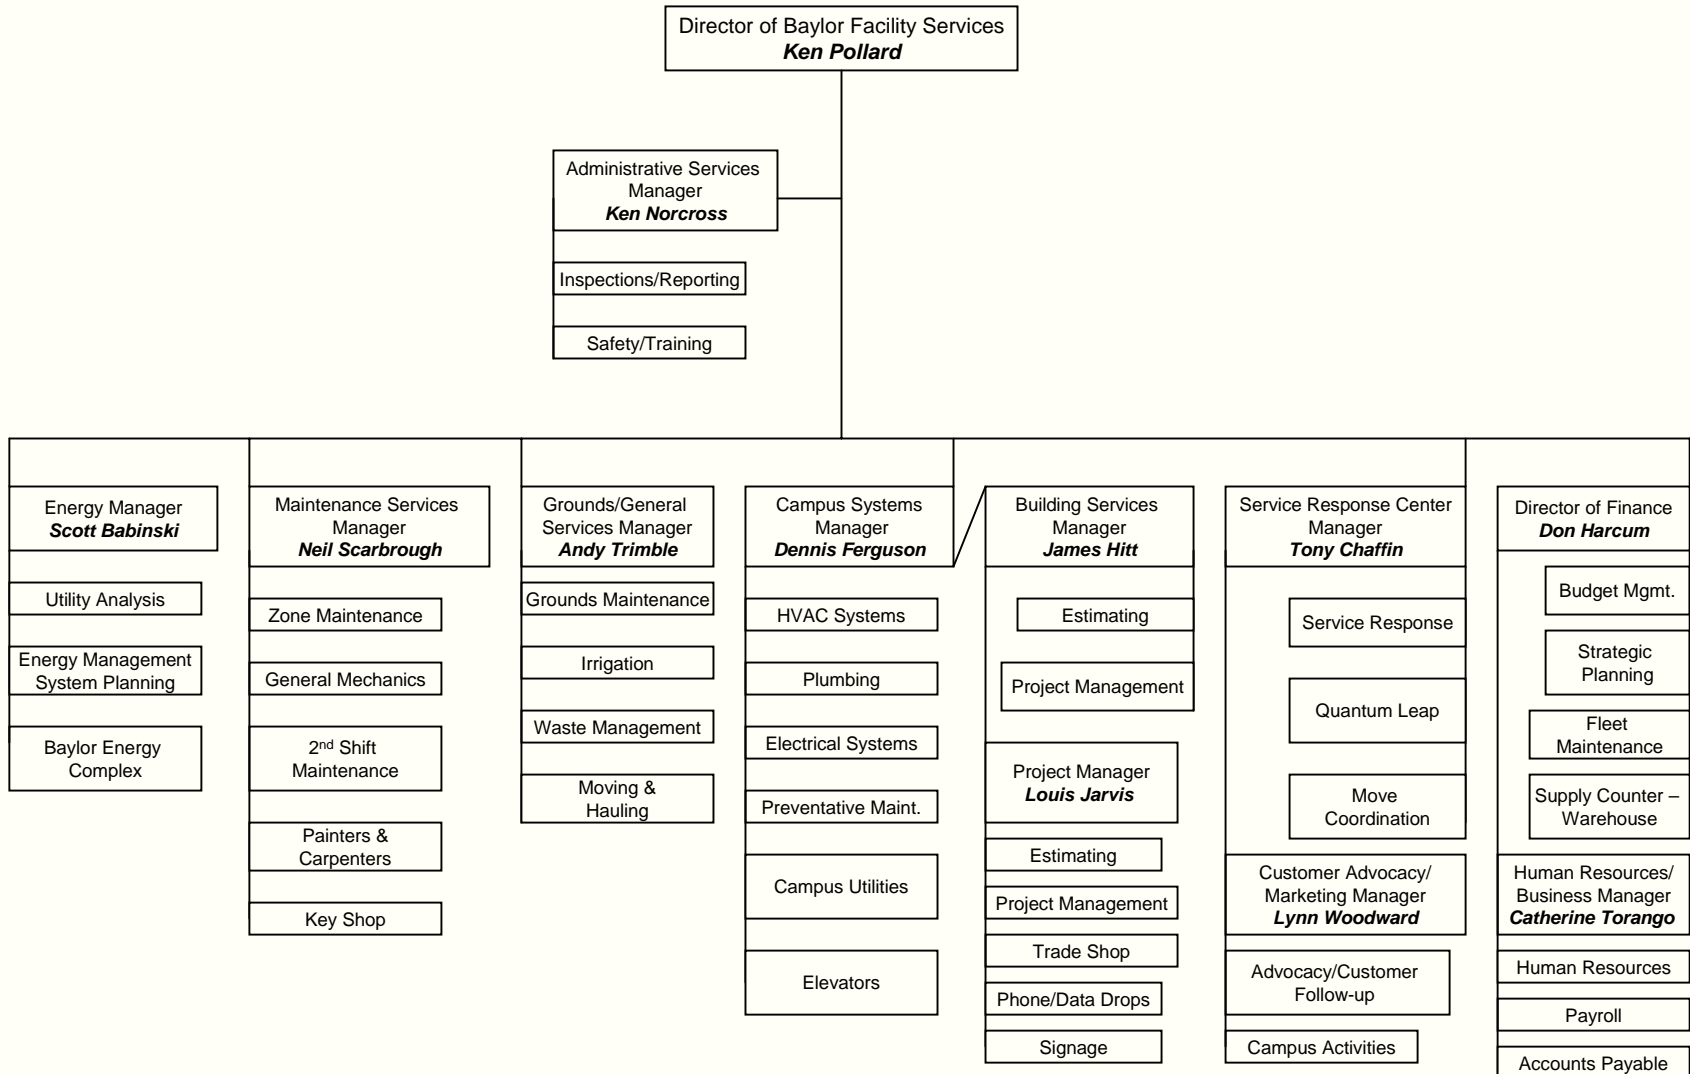 Director of Baylor Facility Services
Ken Pollard
Administrative Services
Manager
Ken Norcross
Inspections/Reporting
Safety/Training
Energy Manager
Scott Babinski
Utility Analysis
Energy Management
System Planning
Baylor Energy
Complex
Maintenance Services
Manager
Neil Scarbrough
Zone Maintenance
General Mechanics
2nd Shift
Maintenance
Painters &
Carpenters
Key Shop
Grounds/General
Services Manager
Andy Trimble
Grounds Maintenance
Irrigation
Waste Management
Moving &
Hauling
Campus Systems
Manager
Dennis Ferguson
HVAC Systems
Plumbing
Electrical Systems
Preventative Maint.
Campus Utilities
Elevators
Building Services
Manager
James Hitt
Estimating
Project Management
Project Manager
Louis Jarvis
Estimating
Project Management
Trade Shop
Phone/Data Drops
Signage
Service Response Center
Manager
Tony Chaffin
Service Response
Quantum Leap
Move
Coordination
Customer Advocacy/
Marketing Manager
Lynn Woodward
Advocacy/Customer
Follow-up
Campus Activities
Director of Finance
Don Harcum
Budget Mgmt.
Strategic
Planning
Fleet
Maintenance
Supply Counter –
Warehouse
Human Resources/
Business Manager
Catherine Torango
Human Resources
Payroll
Accounts Payable